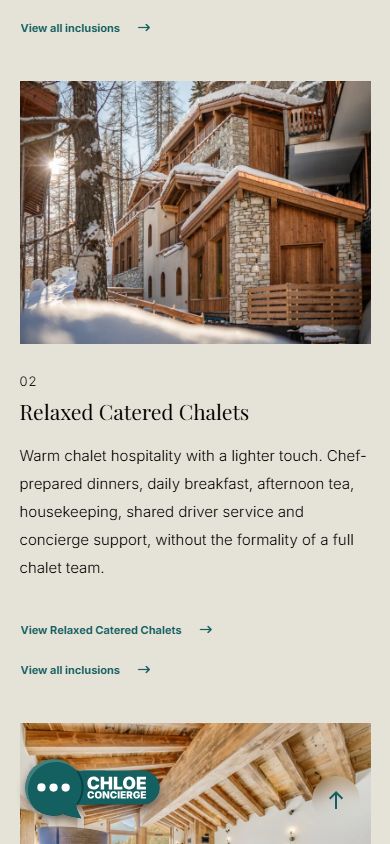 View all inclusions →
02
Relaxed Catered Chalets
Warm chalet hospitality with a lighter touch. Chef-
prepared dinners, daily breakfast, afternoon tea,
housekeeping, shared driver service and
concierge support, without the formality of a full
chalet team.
View Relaxed Catered Chalets →
View all inclusions →
CHLOE
CONCIERGE